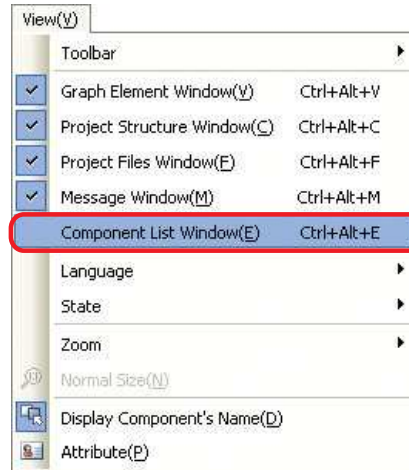 View(V)
Toolbar
Graph Element Window(V) Ctrl+Alt+V
Project Structure Window(C) Ctrl+Alt+C
Project Files Window(F) Ctrl+Alt+F
Message Window(M) Ctrl+Alt+M
Component List Window(E) Ctrl+Alt+E
Language
State
Zoom
Normal Size(N)
Display Component's Name(D)
Attribute(P)